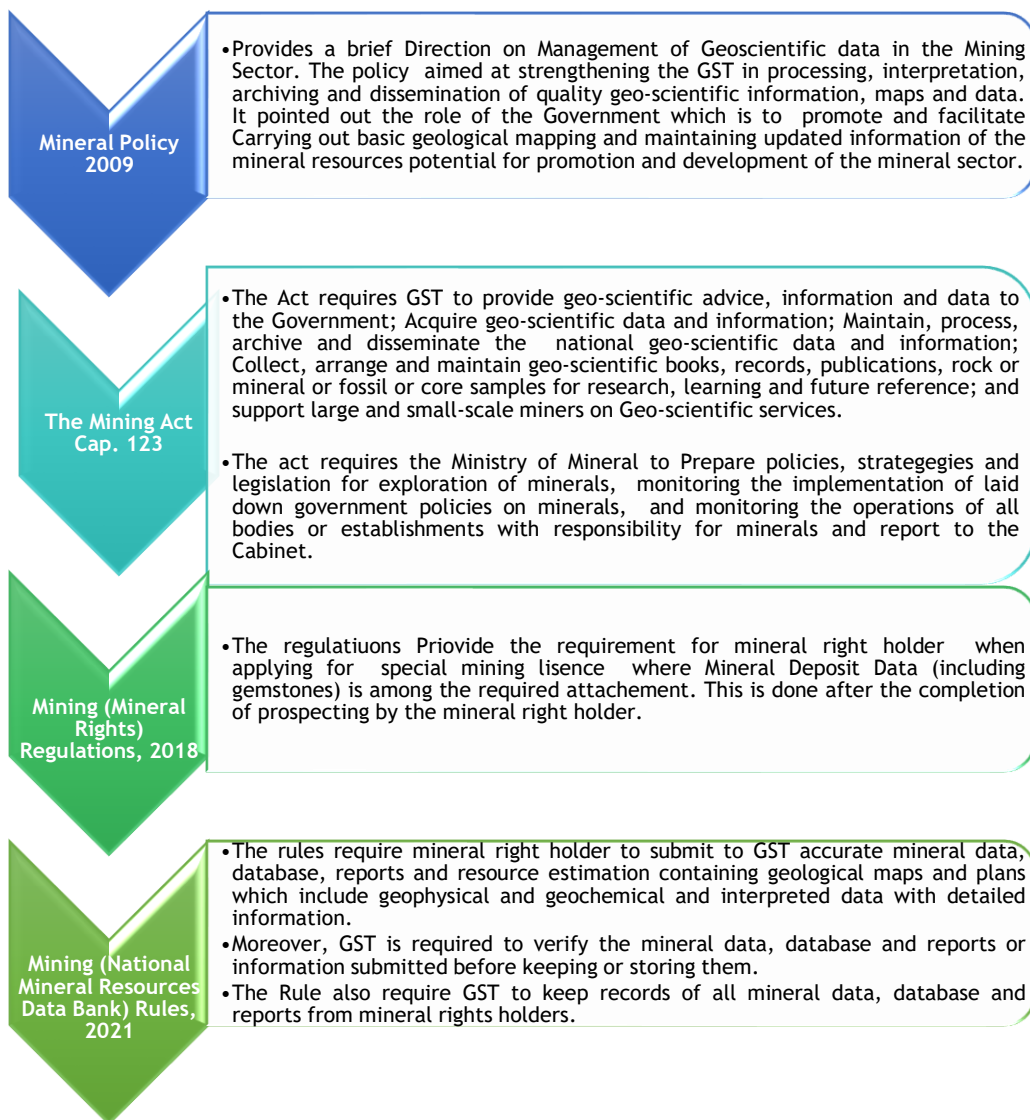 Mineral Policy
2009
•Provides a brief Direction on Management of Geoscientific data in the Mining
Sector. The policy aimed at strengthening the GST in processing, interpretation,
archiving and dissemination of quality geo-scientific information, maps and data.
It pointed out the role of the Government which is to promote and facilitate
Carrying out basic geological mapping and maintaining updated information of the
mineral resources potential for promotion and development of the mineral sector.
The Mining Act
Cap. 123
•The Act requires GST to provide geo-scientific advice, information and data to
the Government; Acquire geo-scientific data and information; Maintain, process,
archive and disseminate the national geo-scientific data and information;
Collect, arrange and maintain geo-scientific books, records, publications, rock or
mineral or fossil or core samples for research, learning and future reference; and
support large and small-scale miners on Geo-scientific services.
•The act requires the Ministry of Mineral to Prepare policies, strategegies and
legislation for exploration of minerals, monitoring the implementation of laid
down government policies on minerals, and monitoring the operations of all
bodies or establishments with responsibility for minerals and report to the
Cabinet.
Mining (Mineral
Rights)
Regulations, 2018
•The regulatiuons Priovide the requirement for mineral right holder when
applying for special mining lisence where Mineral Deposit Data (including
gemstones) is among the required attachement. This is done after the completion
of prospecting by the mineral right holder.
Mining (National
Mineral Resources
Data Bank) Rules,
2021
•The rules require mineral right holder to submit to GST accurate mineral data,
database, reports and resource estimation containing geological maps and plans
which include geophysical and geochemical and interpreted data with detailed
information.
•Moreover, GST is required to verify the mineral data, database and reports or
information submitted before keeping or storing them.
•The Rule also require GST to keep records of all mineral data, database and
reports from mineral rights holders.